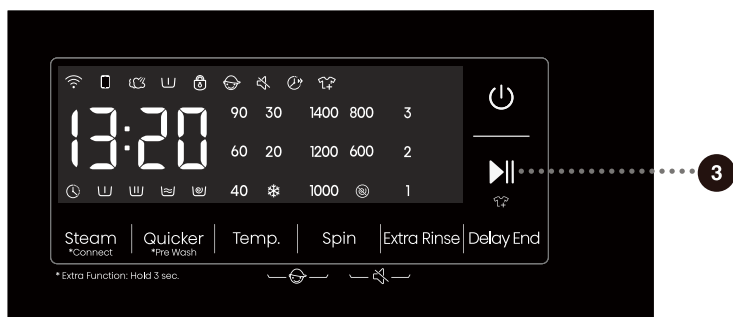 13:20
90 30 1400 800 3
60 20 1200 600 2
40 1000 1
3
Steam Quicker Temp. Spin Extra Rinse Delay End
*Connect *Pre Wash
* Extra Function: Hold 3 sec.